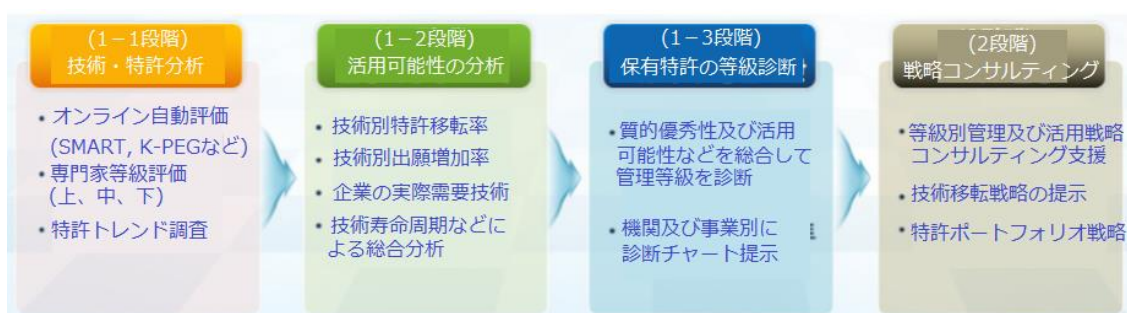 (1－1段階)
技術・特許分析
• オンライン自動評価
(SMART, K-PEGなど)
• 専門家等級評価
(上、中、下)
• 特許トレンド調査
(1－2段階)
活用可能性の分析
• 技術別特許移転率
• 技術別出願増加率
• 企業の実際需要技術
• 技術寿命周期などに
よる総合分析
(1－3段階)
保有特許の等級診断
• 質的優秀性及び活用
可能性などを総合して
管理等級を診断
• 機関及び事業別に
診断チャート提示
(2段階)
戦略コンサルティング
• 等級別管理及び活用戦略
コンサルティング支援
• 技術移転戦略の提示
• 特許ポートフォリオ戦略